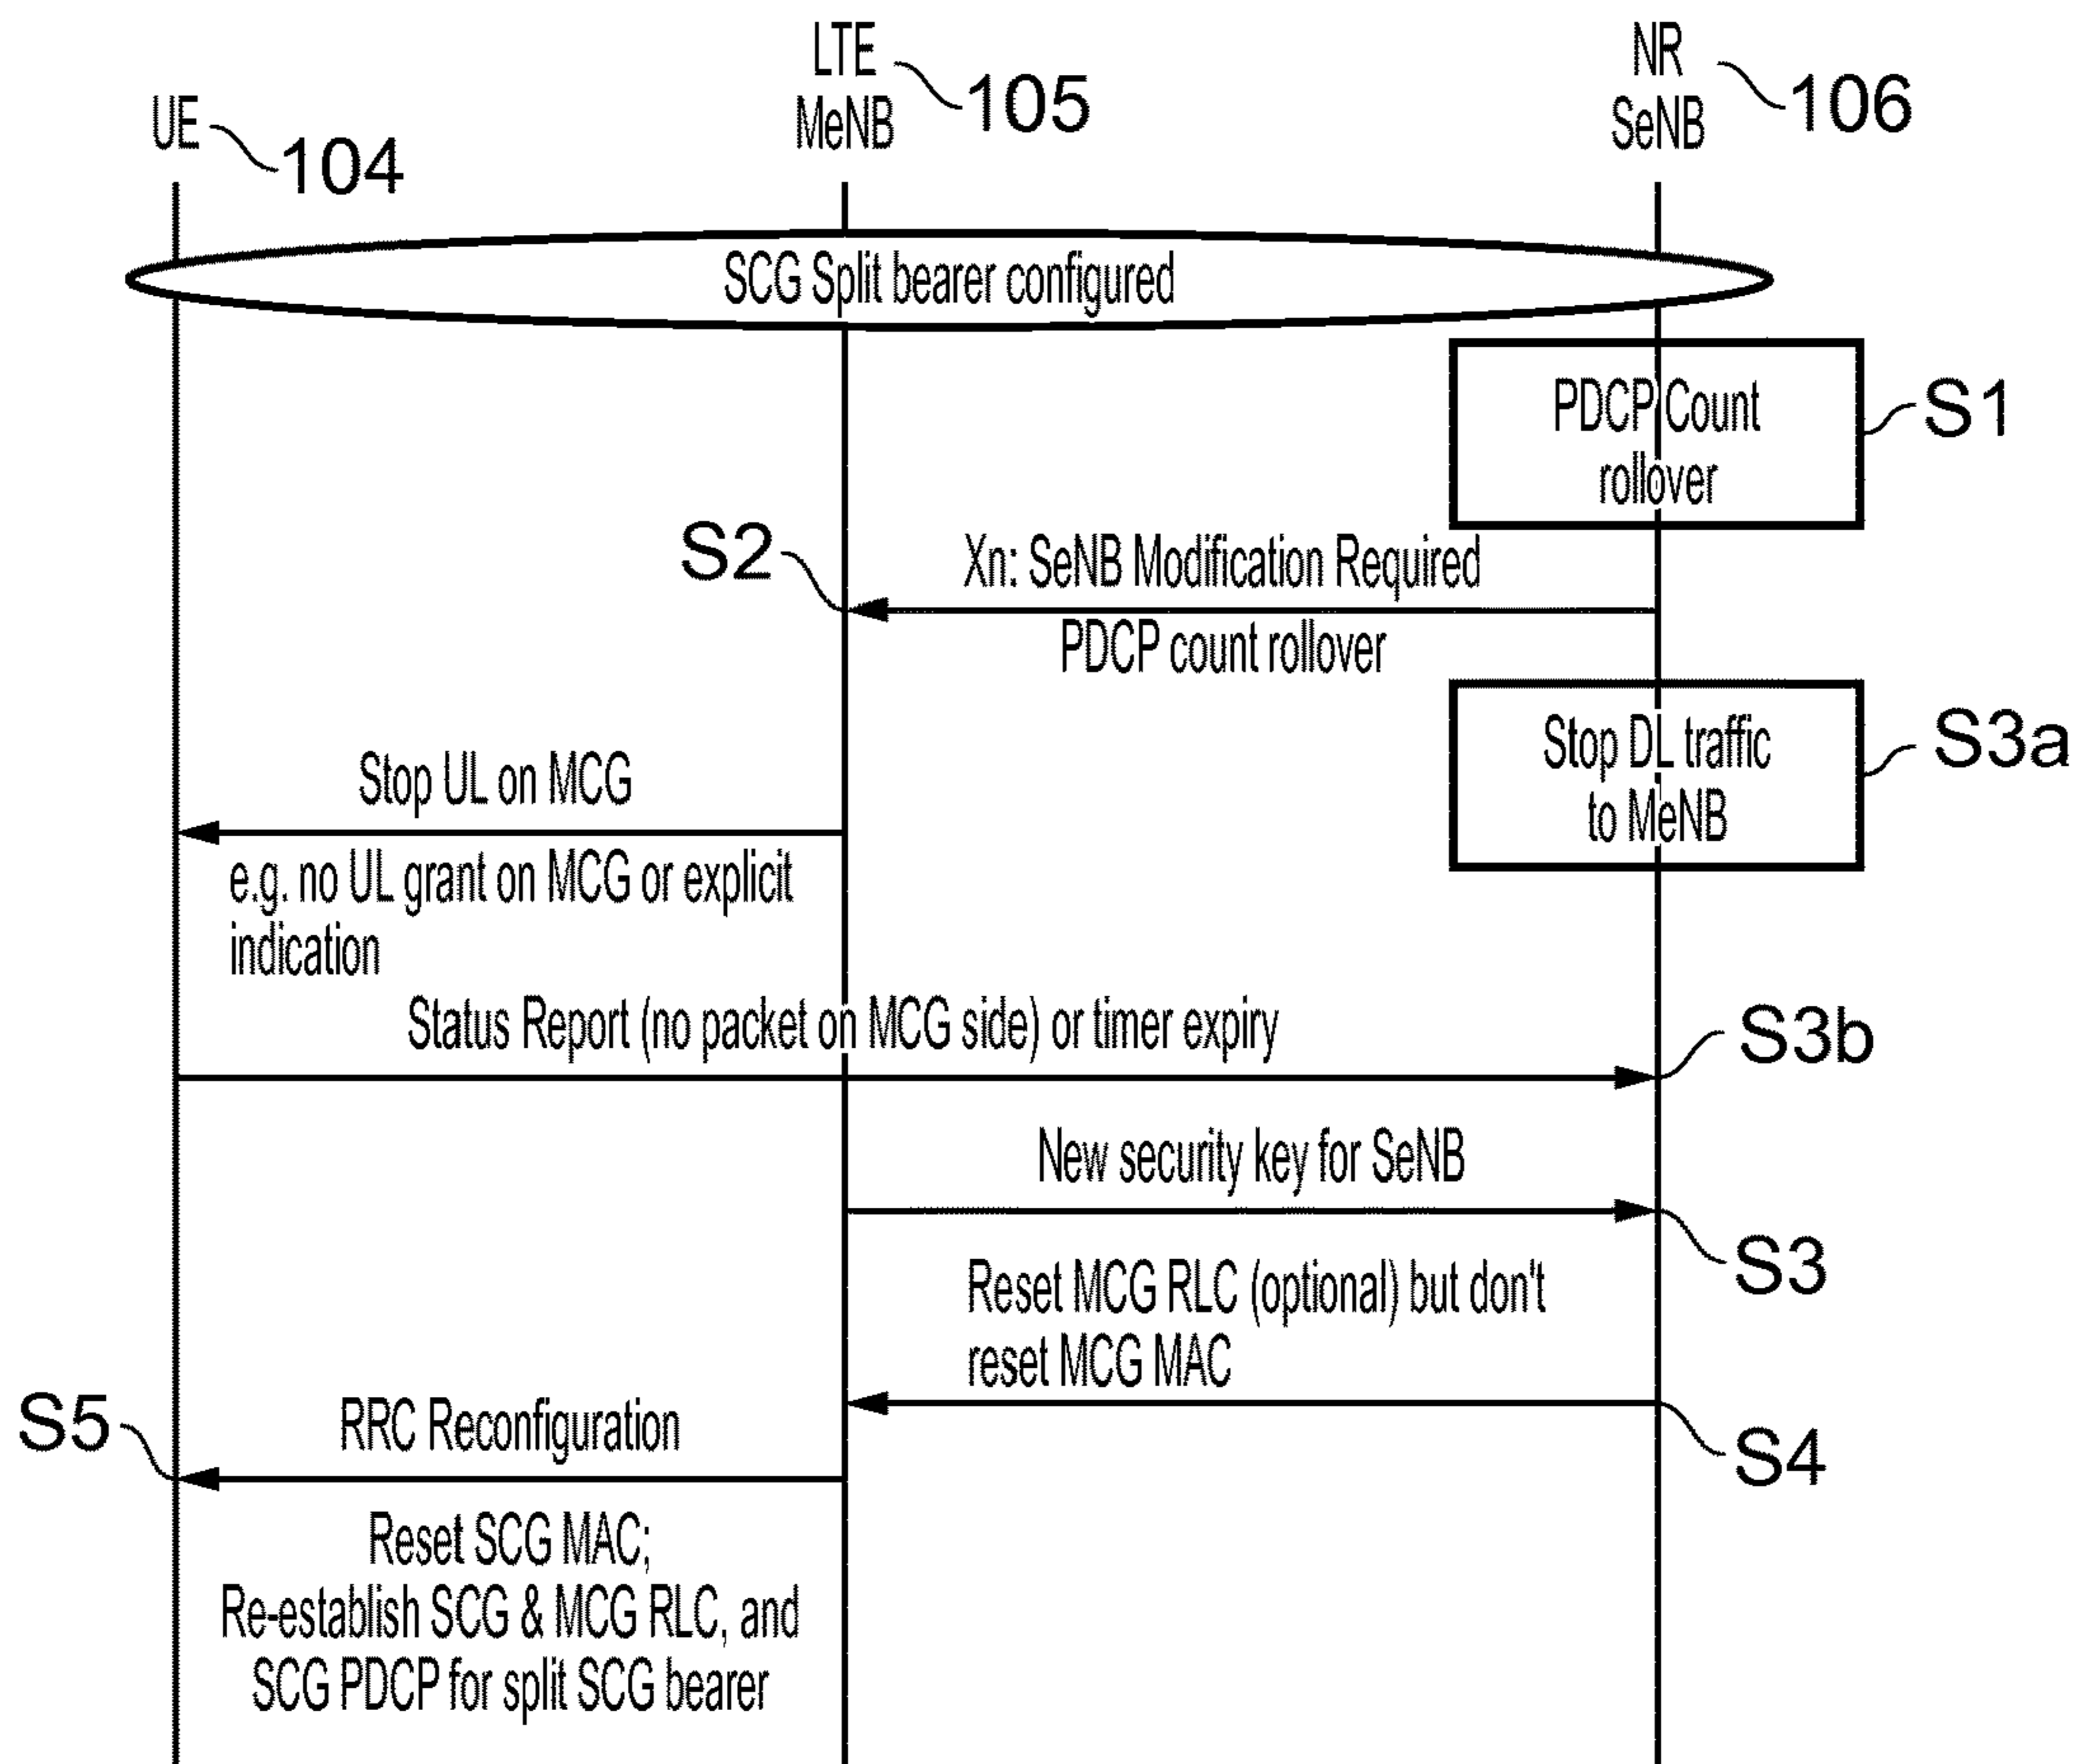 LTE
MeNB
105
NR
SeNB
106
UE
104
SCG Split bearer configured
PDCP Count
rollover
S1
S2
Xn: SeNB Modification Required
PDCP count rollover
Stop DL traffic
to MeNB
S3a
Stop UL on MCG
e.g. no UL grant on MCG or explicit
indication
Status Report (no packet on MCG side) or timer expiry
S3b
New security key for SeNB
S3
Reset MCG RLC (optional) but don't
reset MCG MAC
S4
S5
RRC Reconfiguration
Reset SCG MAC;
Re-establish SCG & MCG RLC, and
SCG PDCP for split SCG bearer